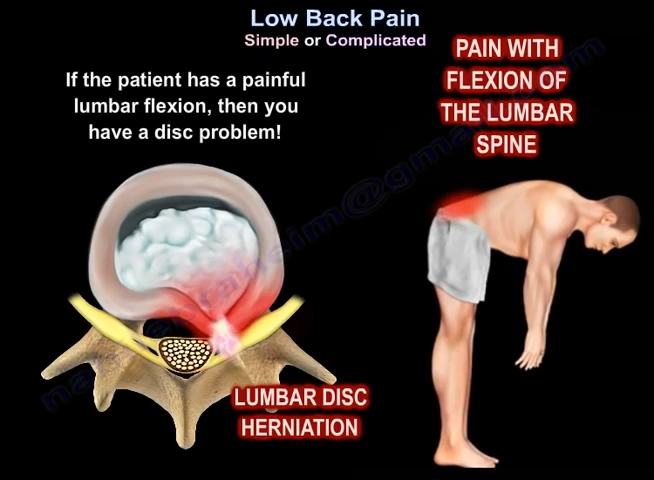 Low Back Pain
Simple or Complicated
If the patient has a painful
lumbar flexion, then you
have a disc problem!
PAIN WITH
FLEXION OF
THE LUMBAR
SPINE
LUMBAR DISC
HERNIATION